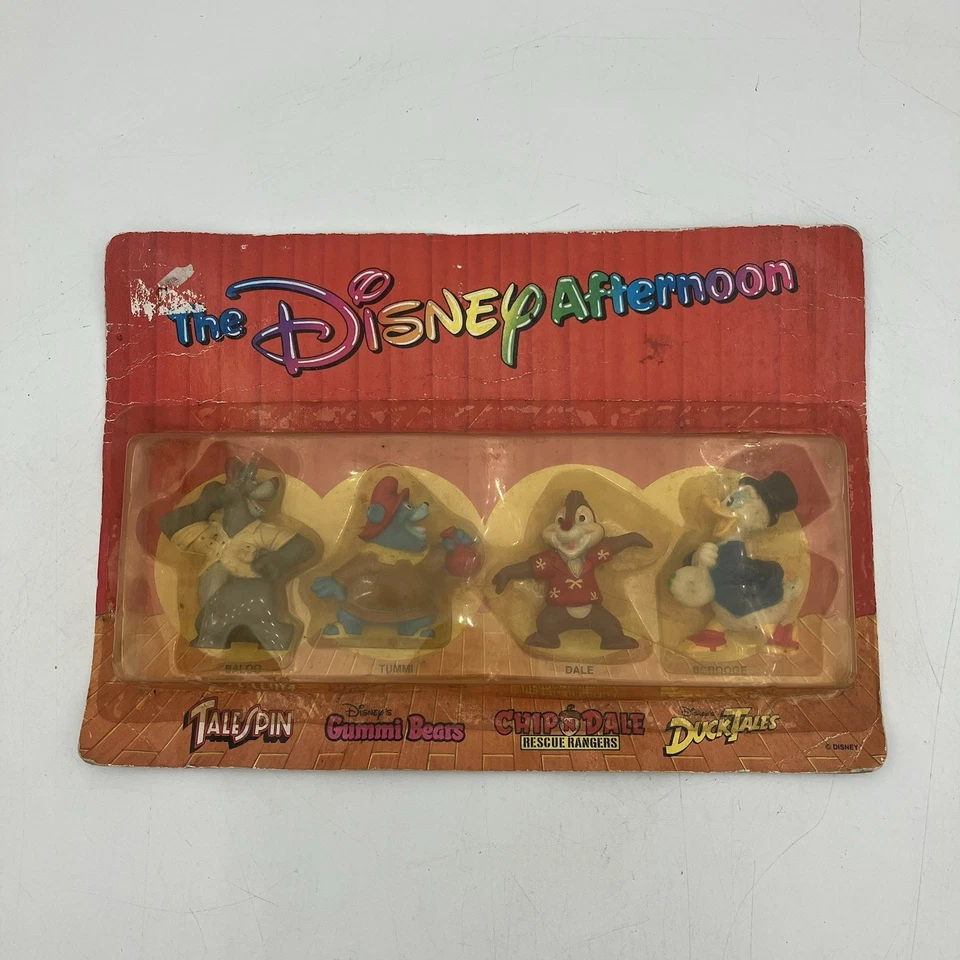 The DISNEY Afternoon
BALOO
TUMMI
DALE
SCROOGE
TALESPIN
DISNEY'S
Gummi Bears
CHIP DALE
RESCUE RANGERS
DISNEY'S
DUCKTALES
© DISNEY